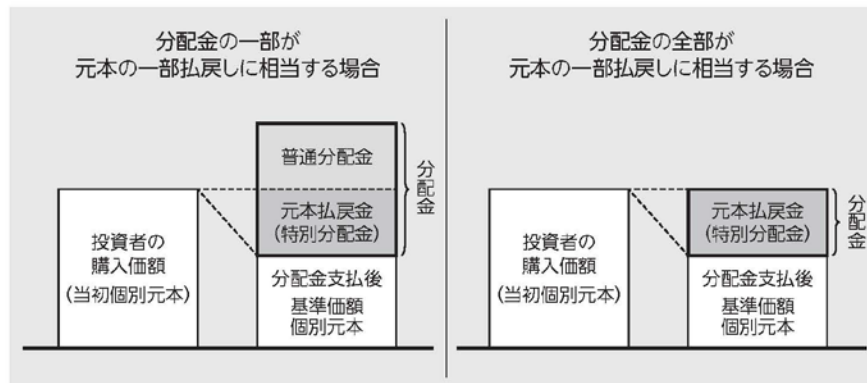 分配金の一部が
元本の一部払戻しに相当する場合
普通分配金
元本払戻金
(特別分配金)
分配金
投資者の
購入価額
(当初個別元本)
分配金支払後
基準価額
個別元本
分配金の全部が
元本の一部払戻しに相当する場合
元本払戻金
(特別分配金)
分配金
投資者の
購入価額
(当初個別元本)
分配金支払後
基準価額
個別元本